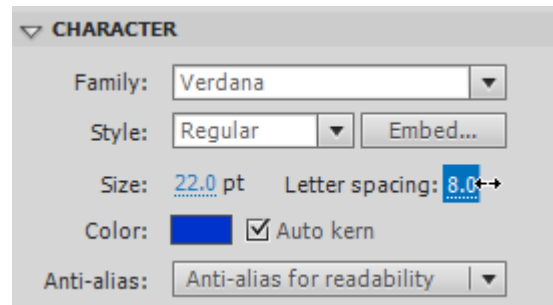 CHARACTER
Family: Verdana
Style: Regular Embed...
Size: 22.0 pt Letter spacing: 8.0
Color: Auto kern
Anti-alias: Anti-alias for readability